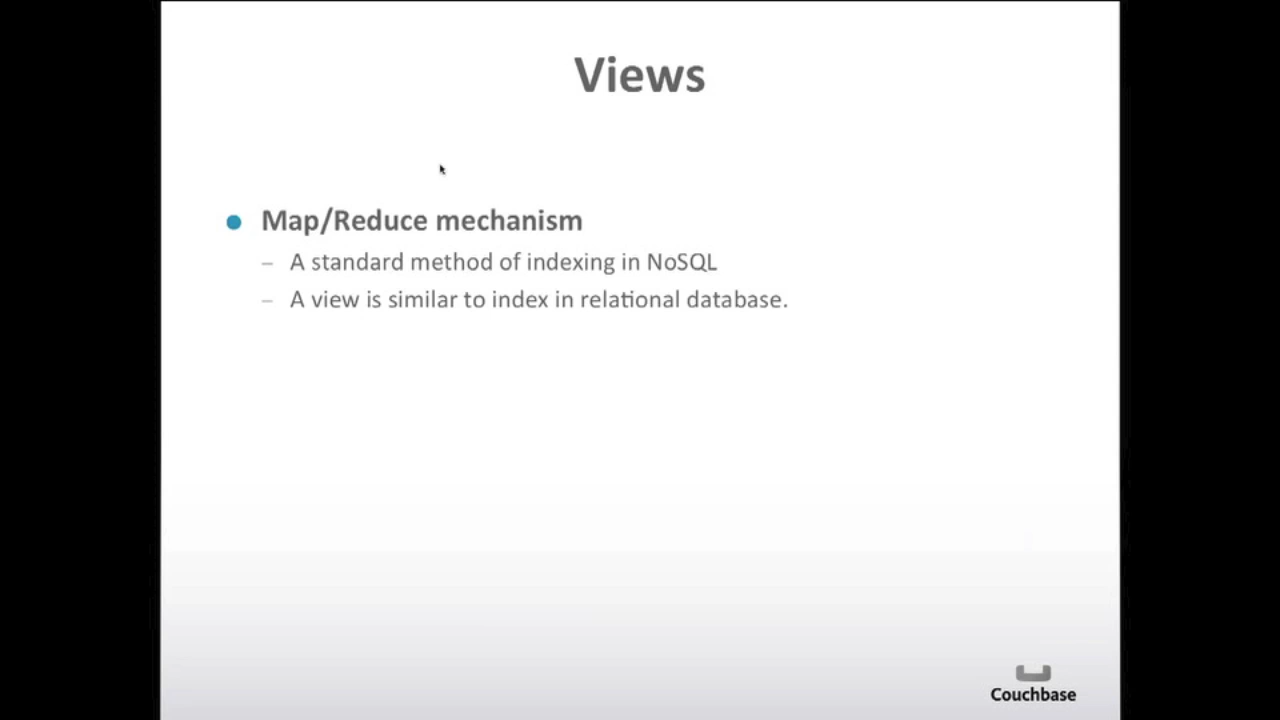 Views
Map/Reduce mechanism
– A standard method of indexing in NoSQL
– A view is similar to index in relational database.
Couchbase